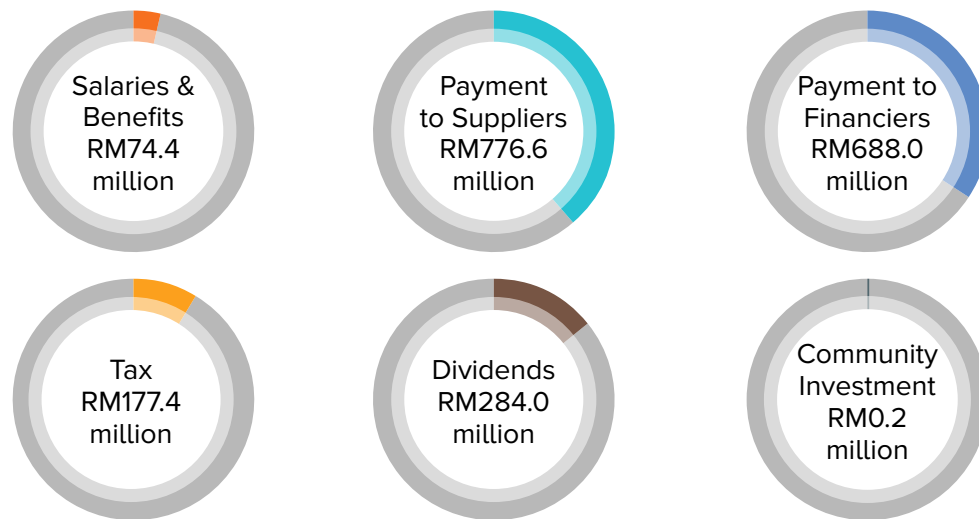 Salaries &
Benefits
RM74.4
million
Payment
to Suppliers
RM776.6
million
Payment to
Financiers
RM688.0
million
Tax
RM177.4
million
Dividends
RM284.0
million
Community
Investment
RM0.2
million